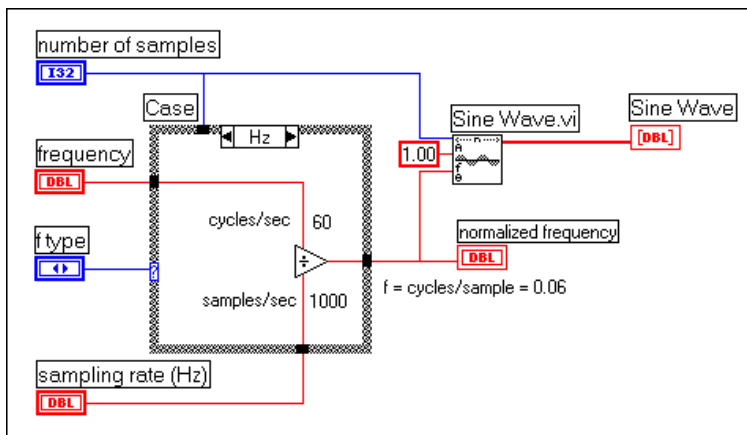 number of samples
I32
Case
Hz
Sine Wave.vi
Sine Wave
n
A
f
θ
1.00
[DBL]
frequency
DBL
cycles/sec 60
f type
?
÷
normalized frequency
DBL
samples/sec 1000
f = cycles/sample = 0.06
sampling rate (Hz)
DBL